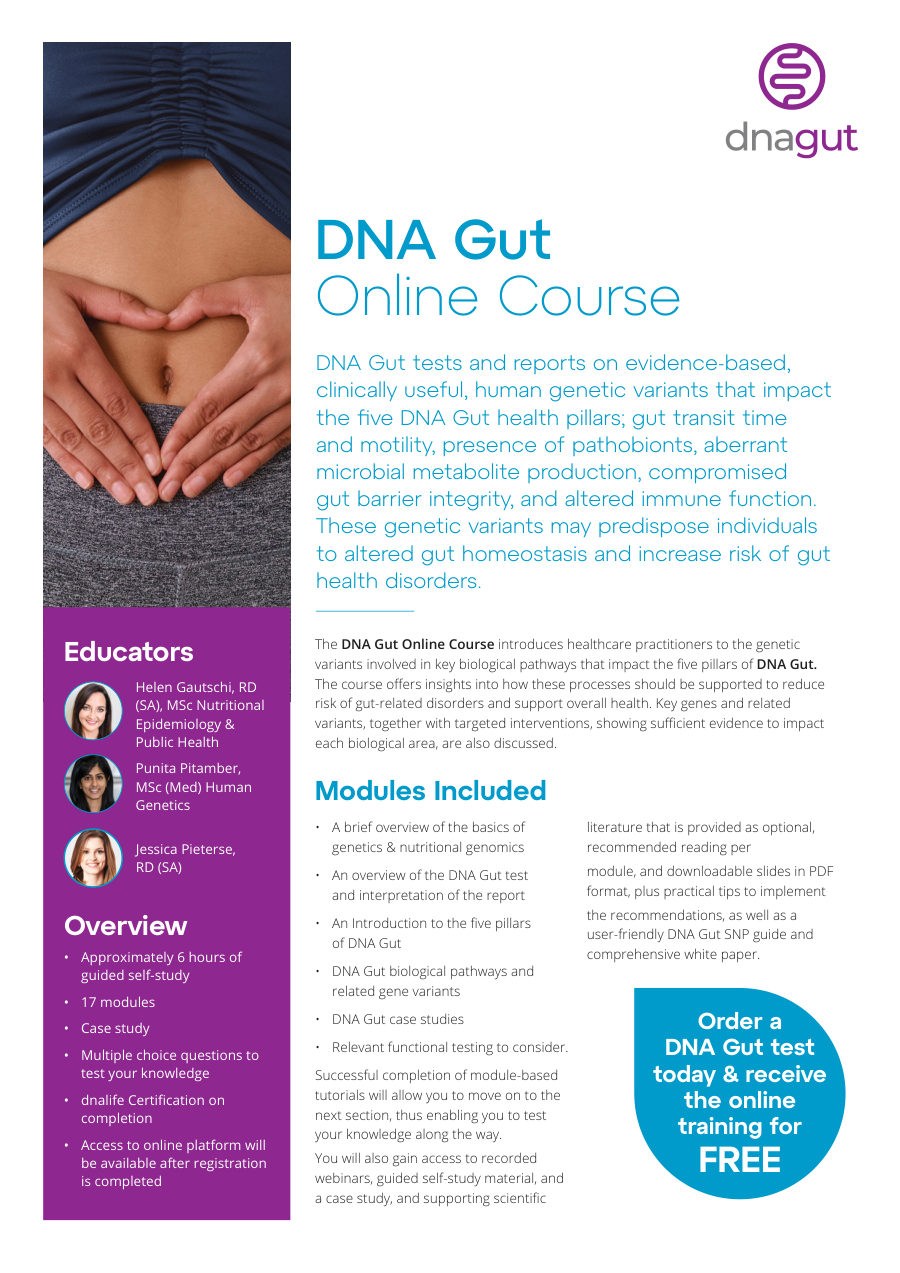 dnagut
DNA Gut
Online Course
DNA Gut tests and reports on evidence-based,
clinically useful, human genetic variants that impact
the five DNA Gut health pillars; gut transit time
and motility, presence of pathobionts, aberrant
microbial metabolite production, compromised
gut barrier integrity, and altered immune function.
These genetic variants may predispose individuals
to altered gut homeostasis and increase risk of gut
health disorders.
Educators
Helen Gautschi, RD
(SA), MSc Nutritional
Epidemiology &
Public Health
Punita Pitamber,
MSc (Med) Human
Genetics
Jessica Pieterse,
RD (SA)
Overview
• Approximately 6 hours of
guided self-study
• 17 modules
• Case study
• Multiple choice questions to
test your knowledge
• dnalife Certification on
completion
• Access to online platform will
be available after registration
is completed
The DNA Gut Online Course introduces healthcare practitioners to the genetic
variants involved in key biological pathways that impact the five pillars of DNA Gut.
The course offers insights into how these processes should be supported to reduce
risk of gut-related disorders and support overall health. Key genes and related
variants, together with targeted interventions, showing sufficient evidence to impact
each biological area, are also discussed.
Modules Included
• A brief overview of the basics of
genetics & nutritional genomics
• An overview of the DNA Gut test
and interpretation of the report
• An Introduction to the five pillars
of DNA Gut
• DNA Gut biological pathways and
related gene variants
• DNA Gut case studies
• Relevant functional testing to consider.
Successful completion of module-based
tutorials will allow you to move on to the
next section, thus enabling you to test
your knowledge along the way.
You will also gain access to recorded
webinars, guided self-study material, and
a case study, and supporting scientific
literature that is provided as optional,
recommended reading per
module, and downloadable slides in PDF
format, plus practical tips to implement
the recommendations, as well as a
user-friendly DNA Gut SNP guide and
comprehensive white paper.
Order a
DNA Gut test
today & receive
the online
training for
FREE